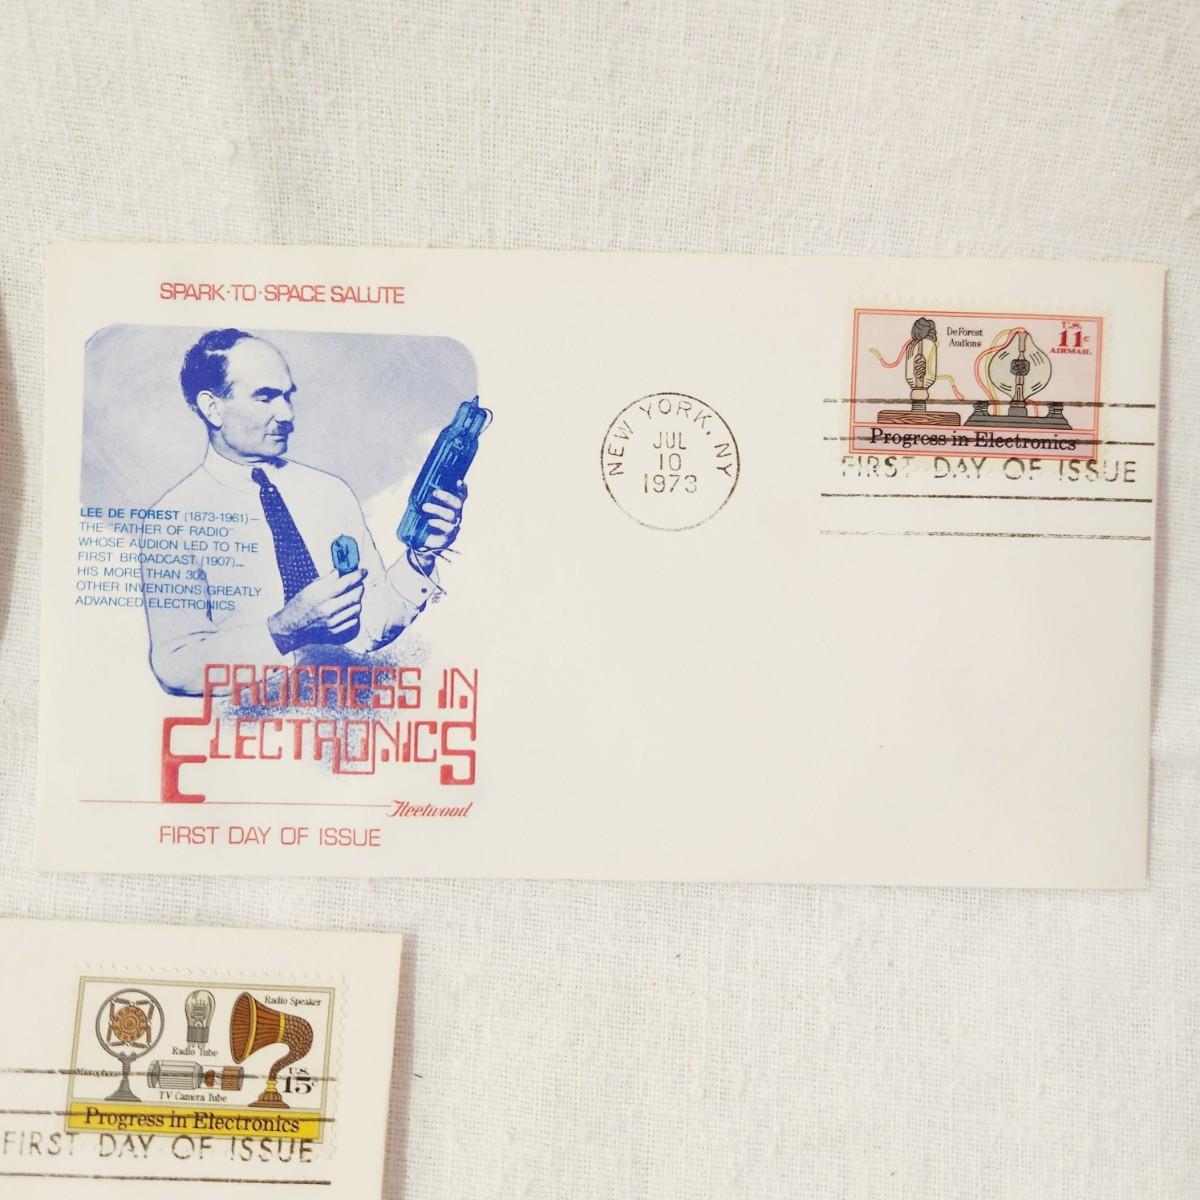 SPARK·TO·SPACE SALUTE
LEE DE FOREST (1873-1961)—
THE "FATHER OF RADIO"
WHOSE AUDION LED TO THE
FIRST BROADCAST (1907)...
HIS MORE THAN 300
OTHER INVENTIONS GREATLY
ADVANCED ELECTRONICS
PROGRESS IN
ELECTRONICS
Fleetwood
FIRST DAY OF ISSUE
NEW YORK, NY
JUL
10
1973
DeForest
Audions
U.S.
11¢
AIRMAIL
Progress in Electronics
FIRST DAY OF ISSUE
Radio Speaker
Radio Tube
Microphone
TV Camera Tube
U.S.
15¢
Progress in Electronics
FIRST DAY OF ISSUE